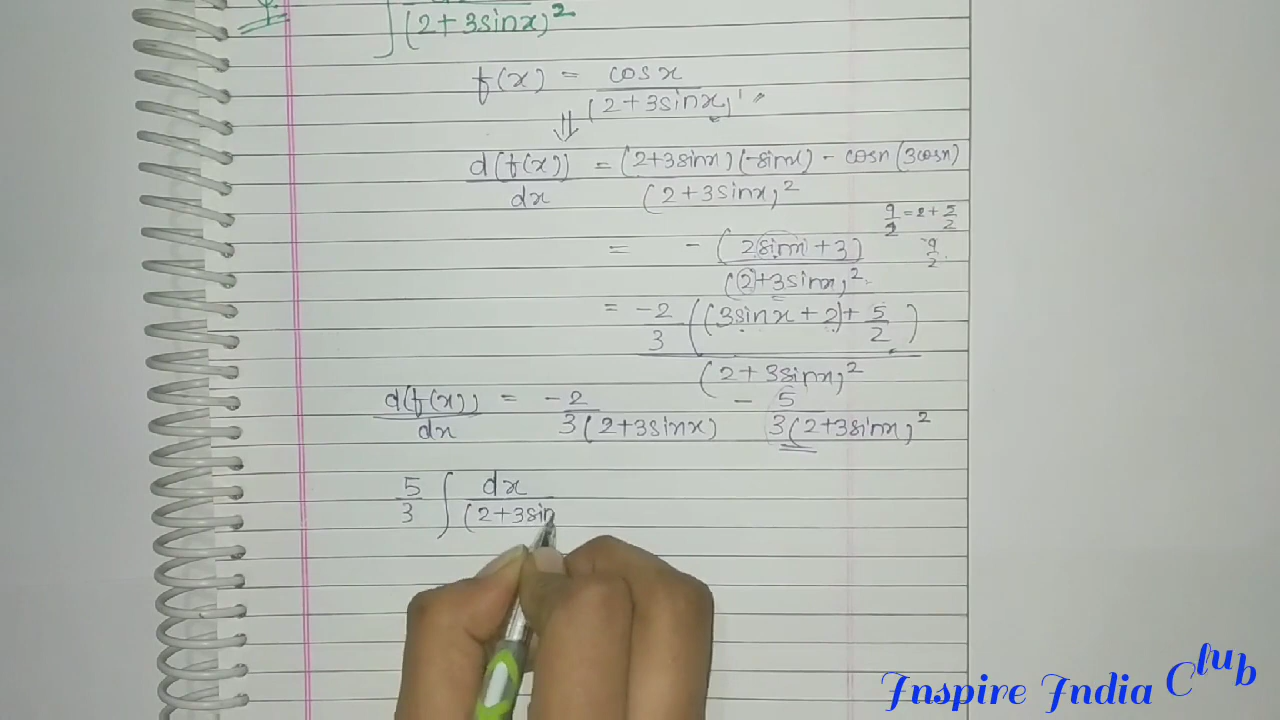 ∫ (2+3sinx)²
f(x) = cosx / (2+3sinx)¹
⇓
d(f(x))/dx = (2+3sinx)(-sinx) - cosx(3cosx) / (2+3sinx)²
9/2 = 2 + 5/2
= - (2sinx + 3) / (2+3sinx)²
9/2
= -2/3 ((3sinx + 2) + 5/2) / (2+3sinx)²
d(f(x))/dx = -2 / 3(2+3sinx) - 5 / 3(2+3sinx)²
5/3 ∫ dx / (2+3sin
Inspire India Club